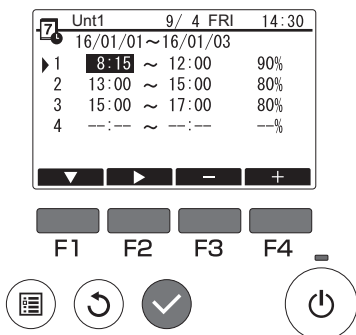 7 Unt1 9/ 4 FRI 14:30
16/01/01~16/01/03
1 8:15 ~ 12:00 90%
2 13:00 ~ 15:00 80%
3 15:00 ~ 17:00 80%
4 --:-- ~ --:-- --%
− +
F1 F2 F3 F4